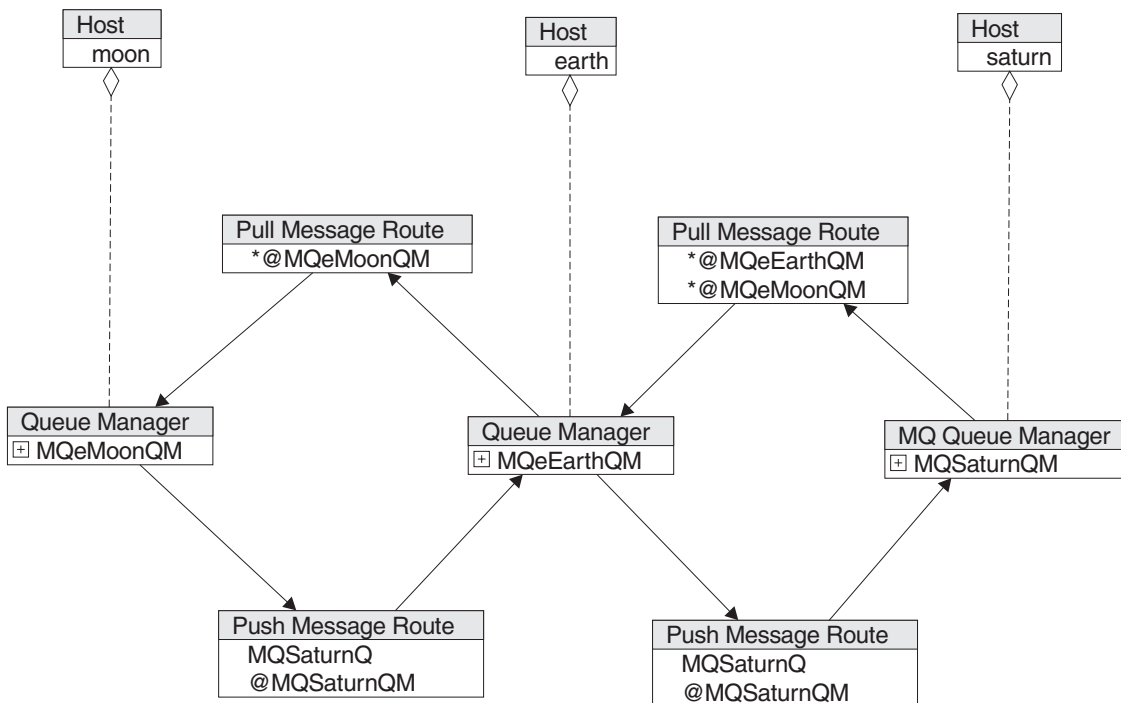 Host
moon
Host
earth
Host
saturn
Pull Message Route
*@MQeMoonQM
Pull Message Route
*@MQeEarthQM
*@MQeMoonQM
Queue Manager
+ MQeMoonQM
Queue Manager
+ MQeEarthQM
MQ Queue Manager
+ MQSaturnQM
Push Message Route
MQSaturnQ
@MQSaturnQM
Push Message Route
MQSaturnQ
@MQSaturnQM